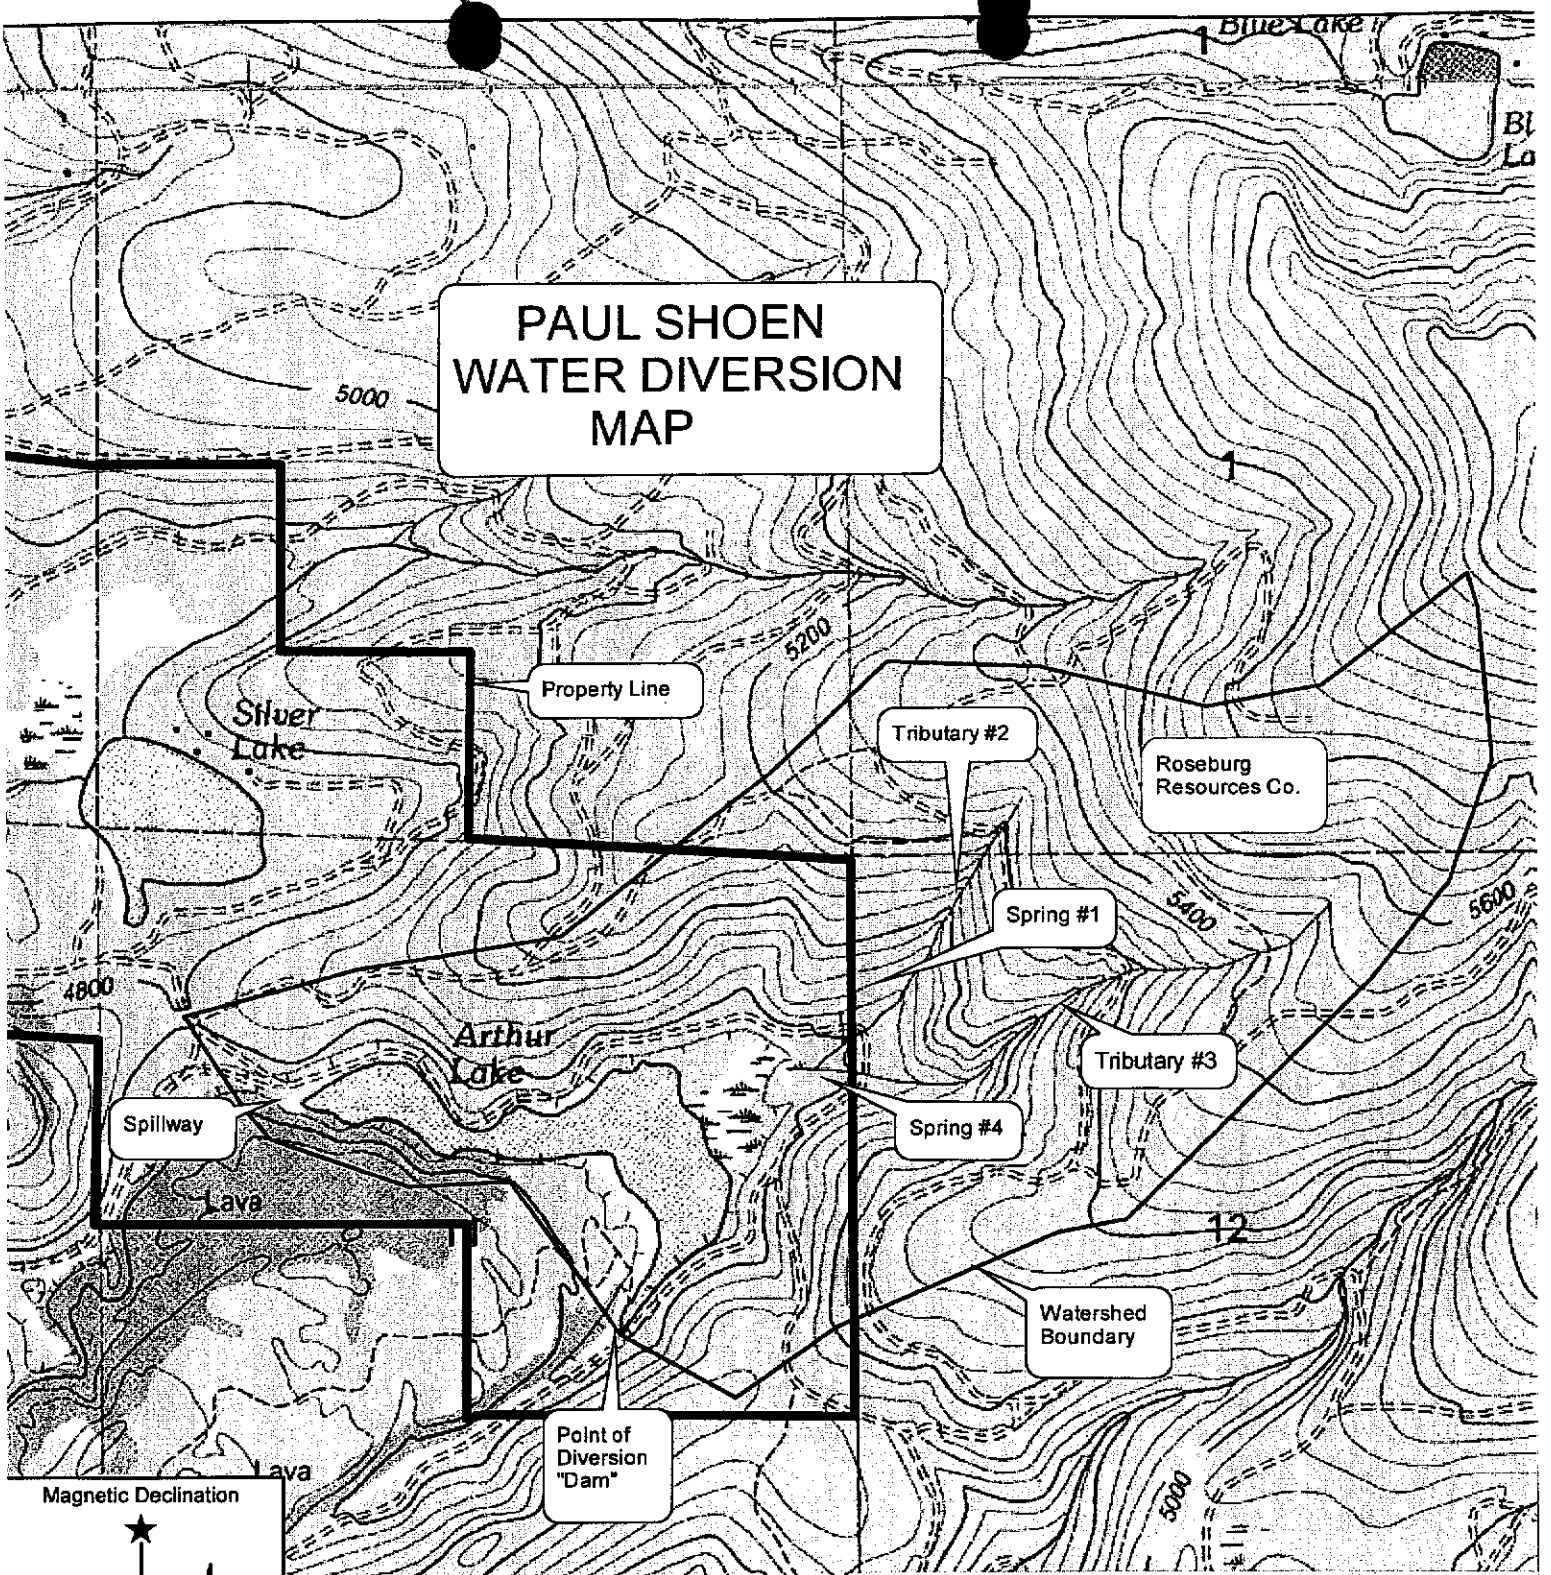 Blue Lake
1
Bl
La
PAUL SHOEN
WATER DIVERSION
MAP
5000
1
5200
Property Line
Silver
Lake
Tributary #2
Roseburg
Resources Co.
Spring #1
5400
5600
4800
Arthur
Lake
Tributary #3
Spillway
Spring #4
Lava
11
12
Watershed
Boundary
Point of
Diversion
"Dam"
Lava
5000
Magnetic Declination